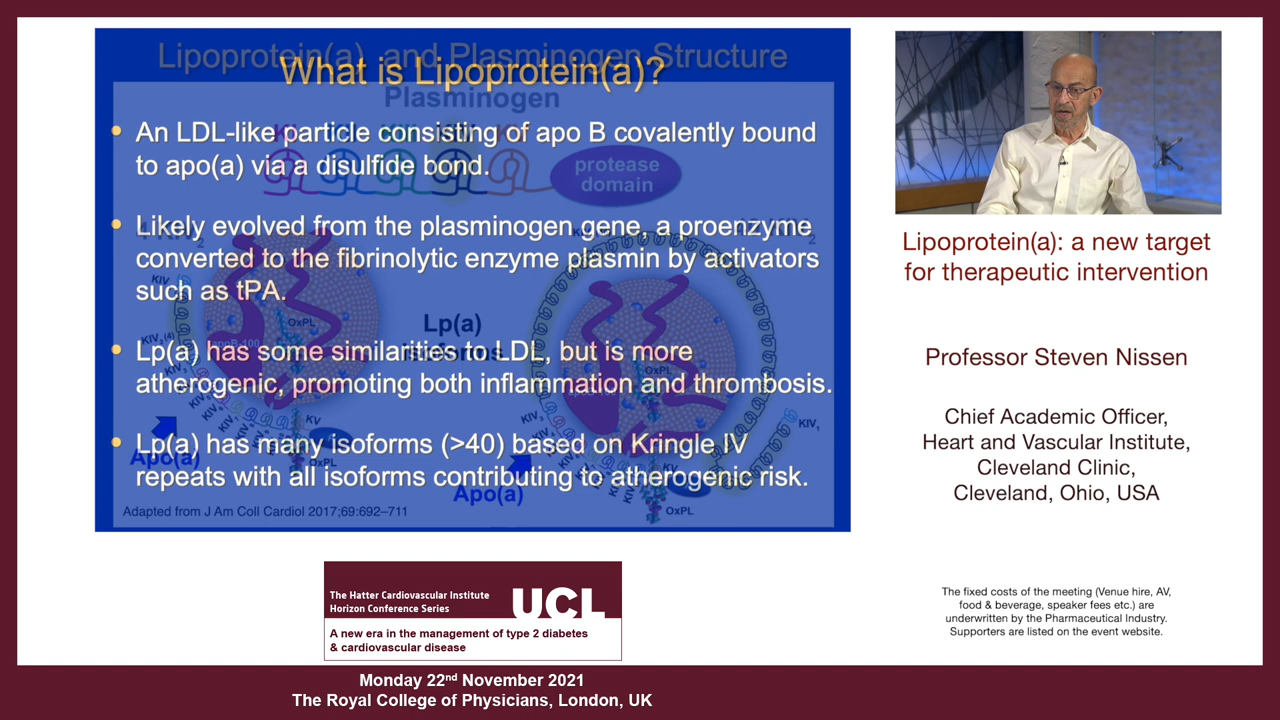 Lipoprotein(a) and Plasminogen Structure
What is Lipoprotein(a)?
Plasminogen
• An LDL-like particle consisting of apo B covalently bound
to apo(a) via a disulfide bond.
protease
domain
• Likely evolved from the plasminogen gene, a proenzyme
converted to the fibrinolytic enzyme plasmin by activators
such as tPA.
OxPL
Lp(a)
isoforms
• Lp(a) has some similarities to LDL, but is more
atherogenic, promoting both inflammation and thrombosis.
OxPL
KV
KIV₁
• Lp(a) has many isoforms (>40) based on Kringle IV
repeats with all isoforms contributing to atherogenic risk.
Apo(a)
OxPL
Apo(a)
OxPL
Adapted from J Am Coll Cardiol 2017;69:692–711
Lipoprotein(a): a new target
for therapeutic intervention
Professor Steven Nissen
Chief Academic Officer,
Heart and Vascular Institute,
Cleveland Clinic,
Cleveland, Ohio, USA
The fixed costs of the meeting (Venue hire, AV,
food & beverage, speaker fees etc.) are
underwritten by the Pharmaceutical Industry.
Supporters are listed on the event website.
The Hatter Cardiovascular Institute
Horizon Conference Series
UCL
A new era in the management of type 2 diabetes
& cardiovascular disease
Monday 22nd November 2021
The Royal College of Physicians, London, UK